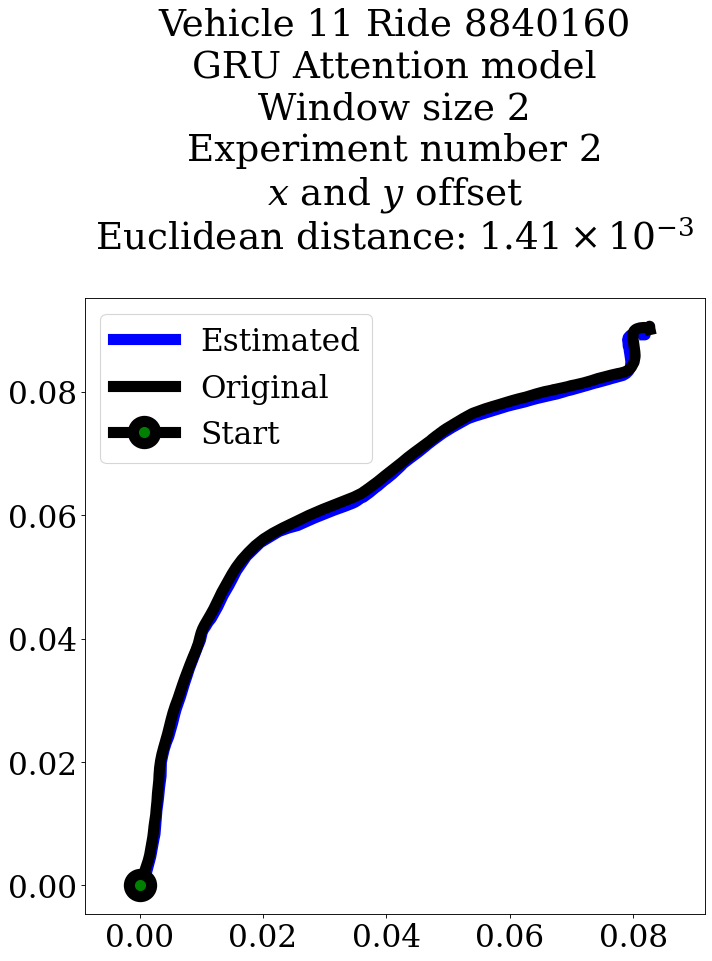 Vehicle 11 Ride 8840160
GRU Attention model
Window size 2
Experiment number 2
x and y offset
Euclidean distance: 1.41 × 10⁻³
Estimated
Original
Start
0.08
0.06
0.04
0.02
0.00
0.00 0.02 0.04 0.06 0.08